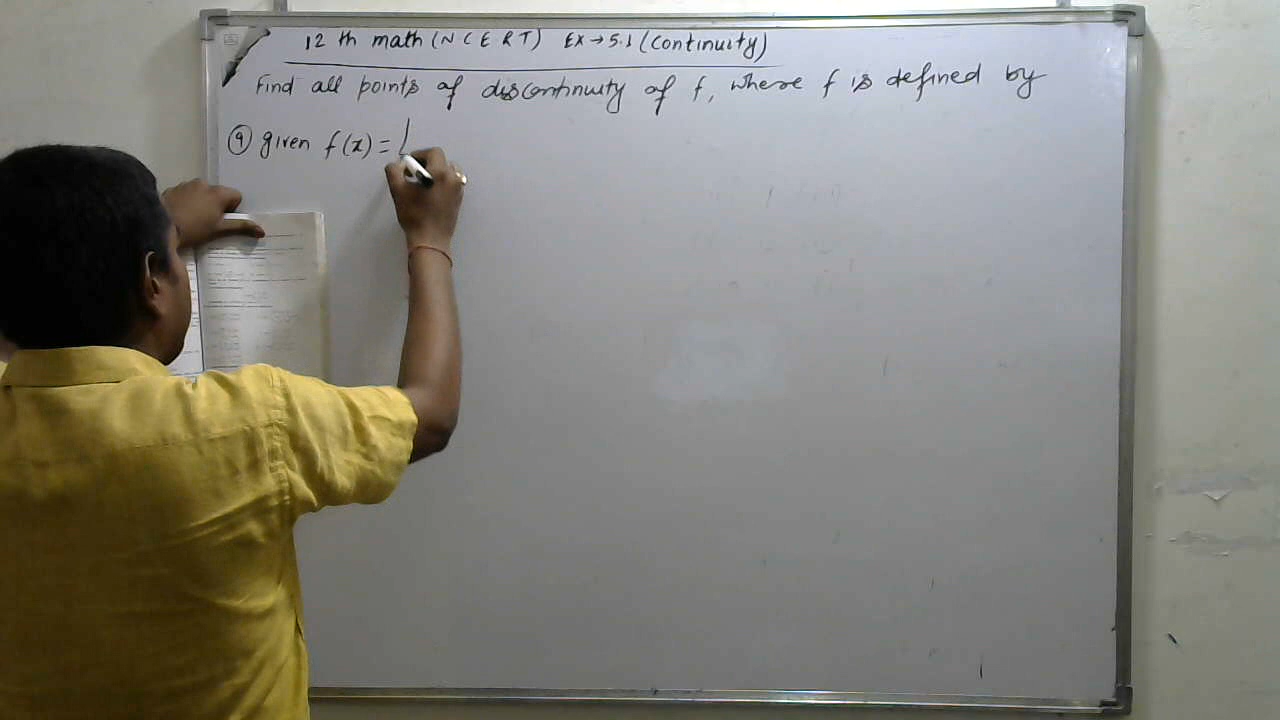 12 th math (NCERT) EX→5.1 (Continuity)
Find all points of discontinuity of f, where f is defined by
⑨ given f(x) = {